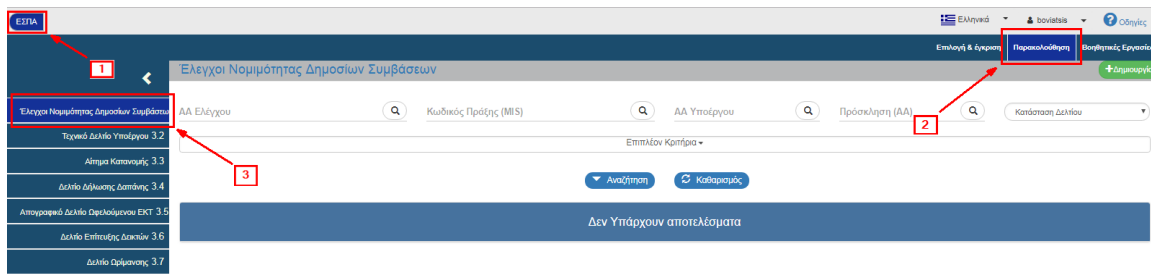 ΕΣΠΑ
Ελληνικά
boviatsis
Οδηγίες
Επιλογή & έγκριση
Παρακολούθηση
Βοηθητικές Εργασίες
1
Έλεγχοι Νομιμότητας Δημοσίων Συμβάσεων
+Δημιουργία
2
Έλεγχοι Νομιμότητας Δημοσίων Συμβάσεω
ΑΑ Ελέγχου
Κωδικός Πράξης (MIS)
ΑΑ Υποέργου
Πρόσκληση (ΑΑ)
Κατάσταση Δελτίου
Τεχνικό Δελτίο Υποέργου 3.2
Επιπλέον Κριτήρια
Αίτημα Κατανομής 3.3
3
Δελτίο Δήλωσης Δαπάνης 3.4
Αναζήτηση
Καθαρισμός
Απογραφικό Δελτίο Ωφελούμενου ΕΚΤ 3.5
Δεν Υπάρχουν αποτελέσματα
Δελτίο Επίτευξης Δεικτών 3.6
Δελτίο Ωρίμανσης 3.7